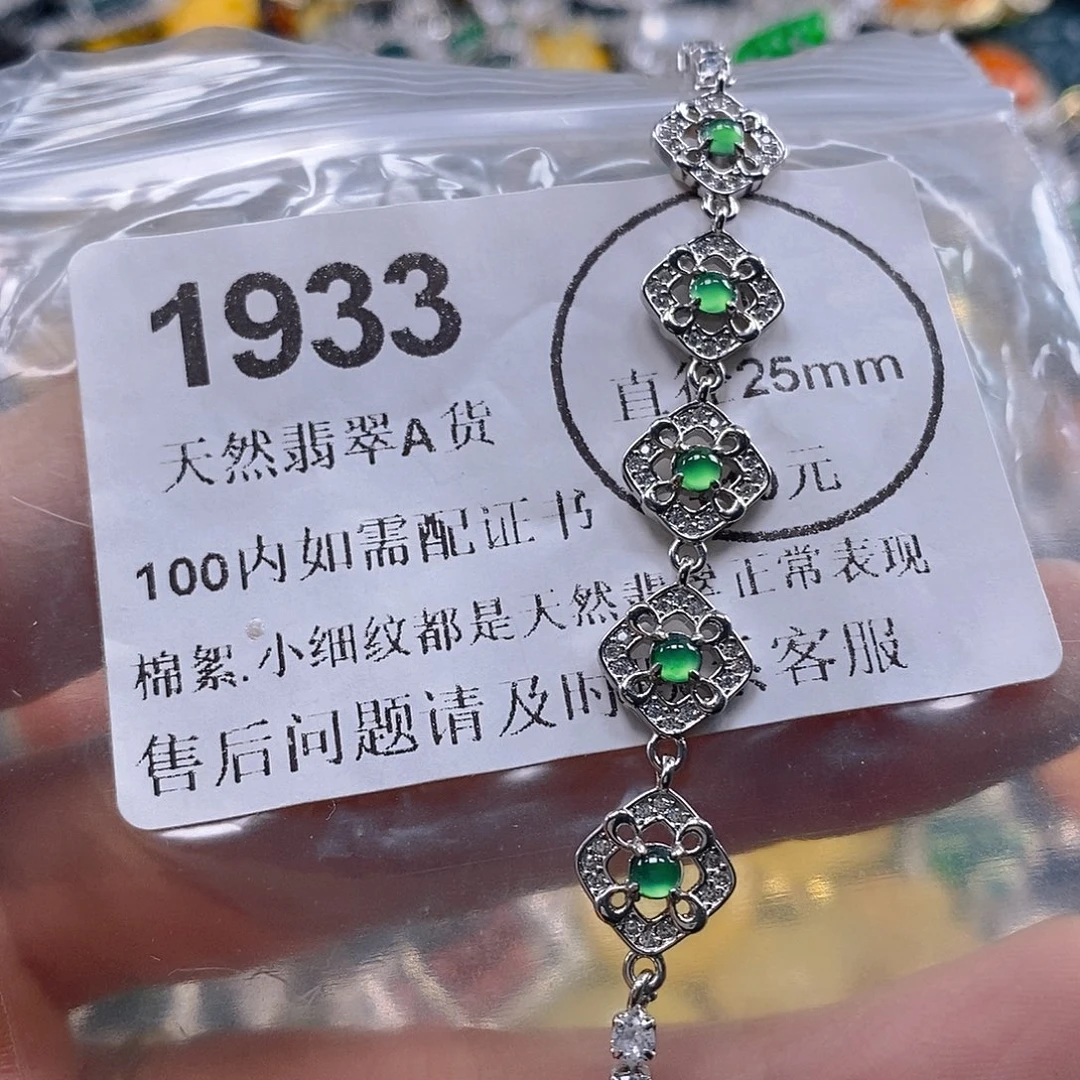 1933
直径25mm
天然翡翠A货
元
100内如需配证书
棉絮.小细纹都是天然翡翠正常表现
售后问题请及时 客服